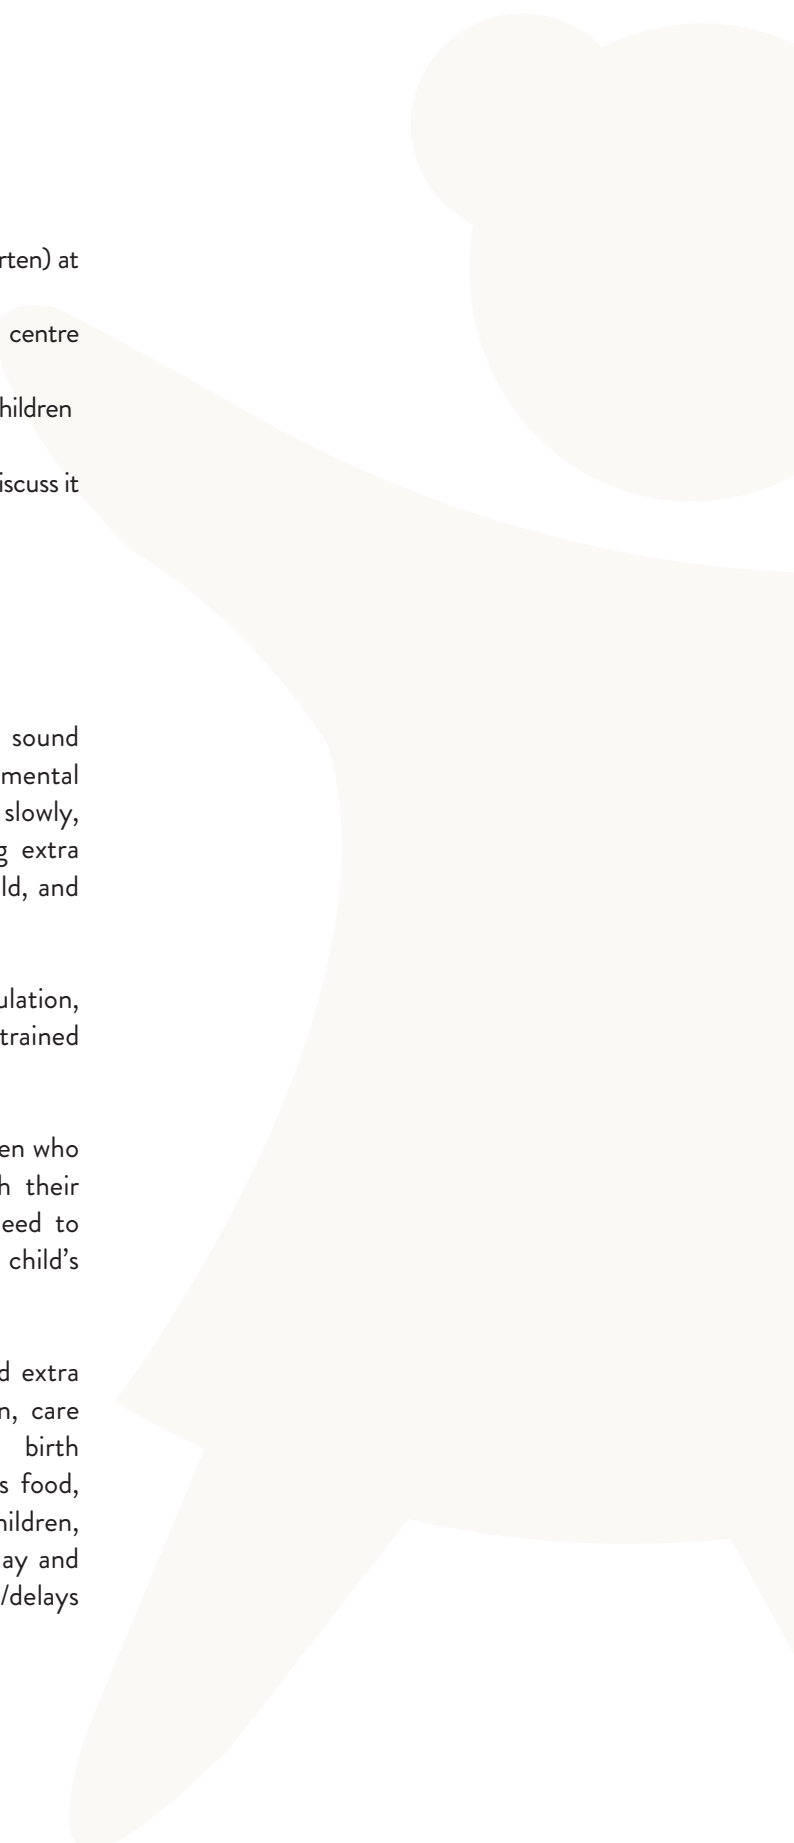 rten) at
centre
hildren
iscuss it
sound
mental
slowly,
g extra
ld, and
ulation,
trained
en who
h their
eed to
child’s
d extra
n, care
birth
s food,
hildren,
ay and
/delays